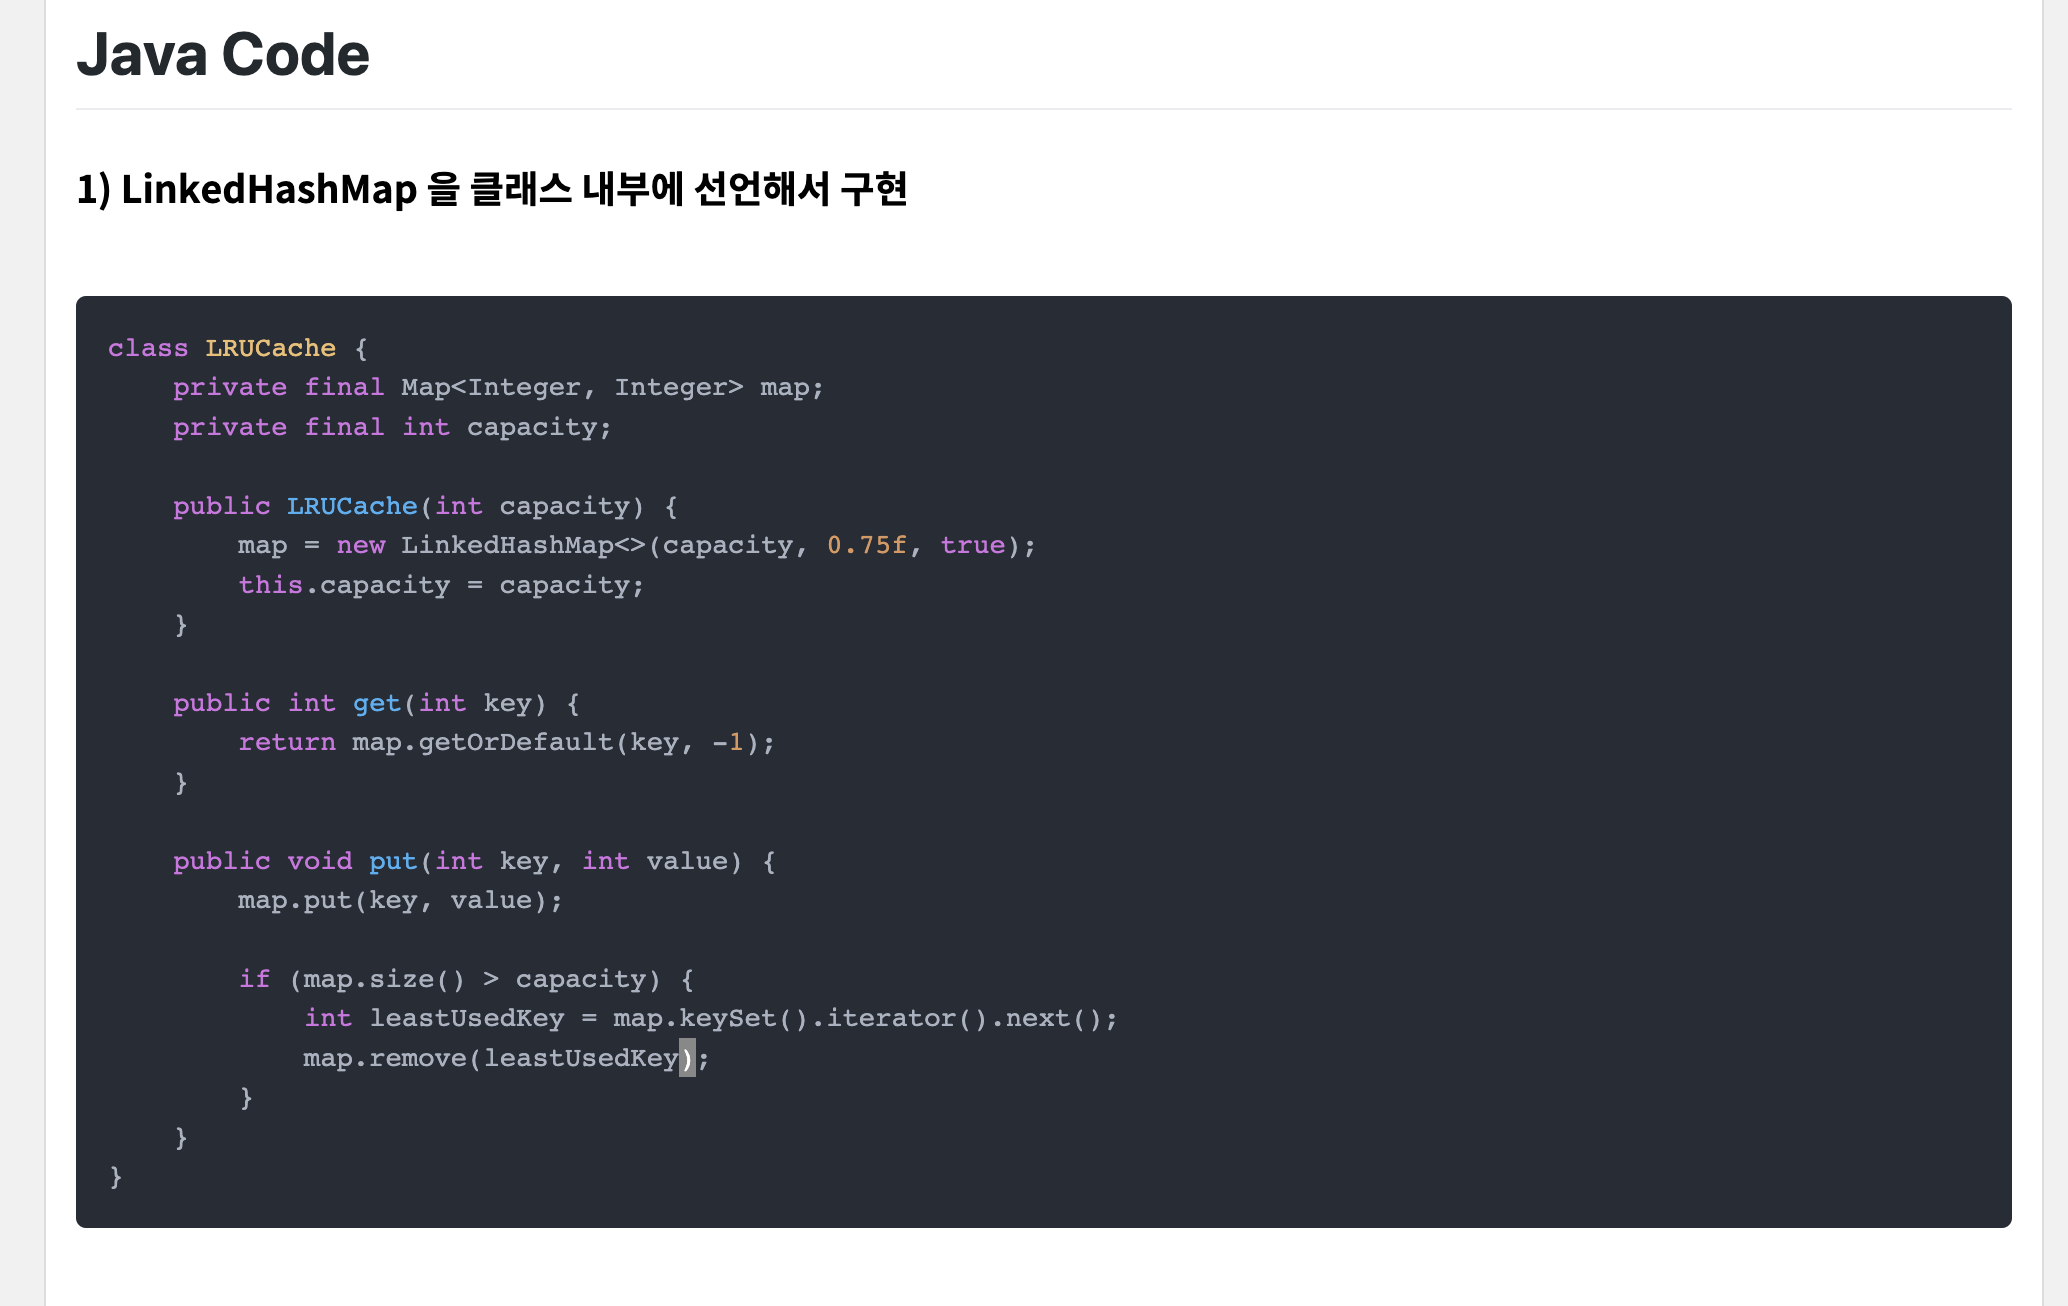 Java Code
1) LinkedHashMap 을 클래스 내부에 선언해서 구현
class LRUCache {
    private final Map<Integer, Integer> map;
    private final int capacity;
    public LRUCache(int capacity) {
        map = new LinkedHashMap<>(capacity, 0.75f, true);
        this.capacity = capacity;
    }
    public int get(int key) {
        return map.getOrDefault(key, -1);
    }
    public void put(int key, int value) {
        map.put(key, value);
        if (map.size() > capacity) {
            int leastUsedKey = map.keySet().iterator().next();
            map.remove(leastUsedKey);
        }
    }
}